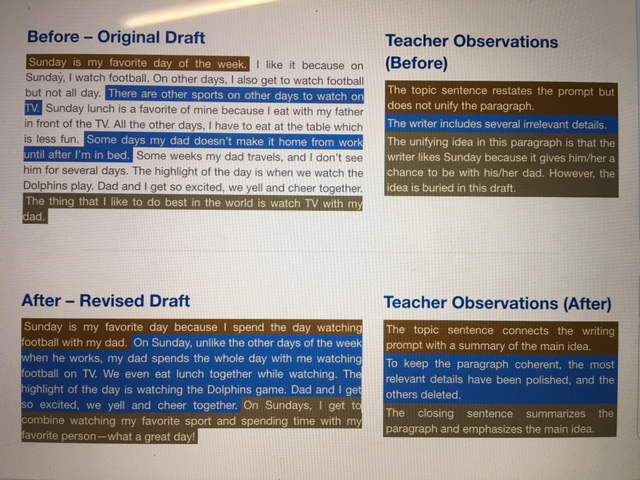 Before – Original Draft
Sunday is my favorite day of the week. I like it because on
Sunday, I watch football. On other days, I also get to watch football
but not all day. There are other sports on other days to watch on
TV. Sunday lunch is a favorite of mine because I eat with my father
in front of the TV. All the other days, I have to eat at the table which
is less fun. Some days my dad doesn't make it home from work
until after I'm in bed. Some weeks my dad travels, and I don't see
him for several days. The highlight of the day is when we watch the
Dolphins play. Dad and I get so excited, we yell and cheer together.
The thing that I like to do best in the world is watch TV with my
dad.
Teacher Observations
(Before)
The topic sentence restates the prompt but
does not unify the paragraph.
The writer includes several irrelevant details.
The unifying idea in this paragraph is that the
writer likes Sunday because it gives him/her a
chance to be with his/her dad. However, the
idea is buried in this draft.
After – Revised Draft
Sunday is my favorite day because I spend the day watching
football with my dad. On Sunday, unlike the other days of the week
when he works, my dad spends the whole day with me watching
football on TV. We even eat lunch together while watching. The
highlight of the day is watching the Dolphins game. Dad and I get
so excited, we yell and cheer together. On Sundays, I get to
combine watching my favorite sport and spending time with my
favorite person—what a great day!
Teacher Observations (After)
The topic sentence connects the writing
prompt with a summary of the main idea.
To keep the paragraph coherent, the most
relevant details have been polished, and the
others deleted.
The closing sentence summarizes the
paragraph and emphasizes the main idea.